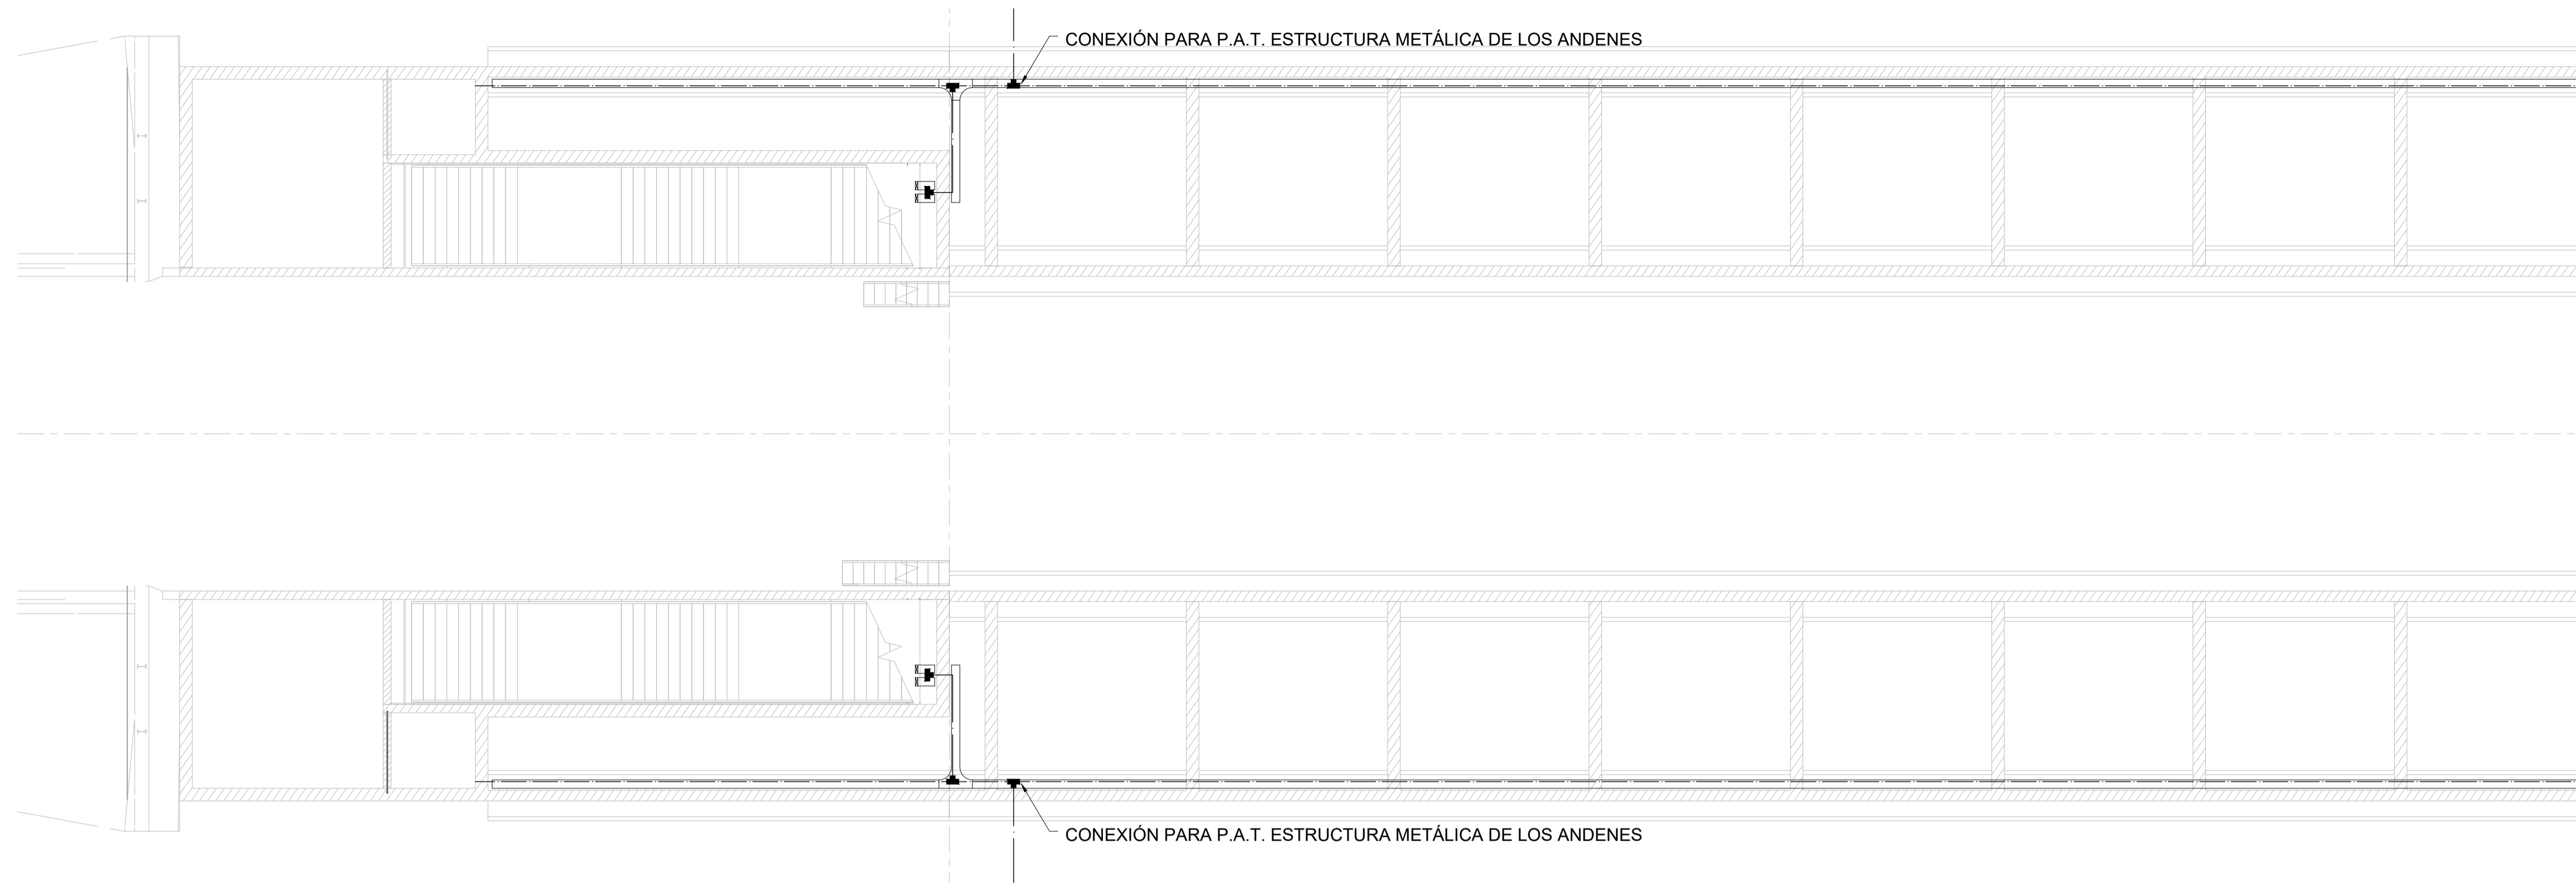 CONEXIÓN PARA P.A.T. ESTRUCTURA METÁLICA DE LOS ANDENES
CONEXIÓN PARA P.A.T. ESTRUCTURA METÁLICA DE LOS ANDENES